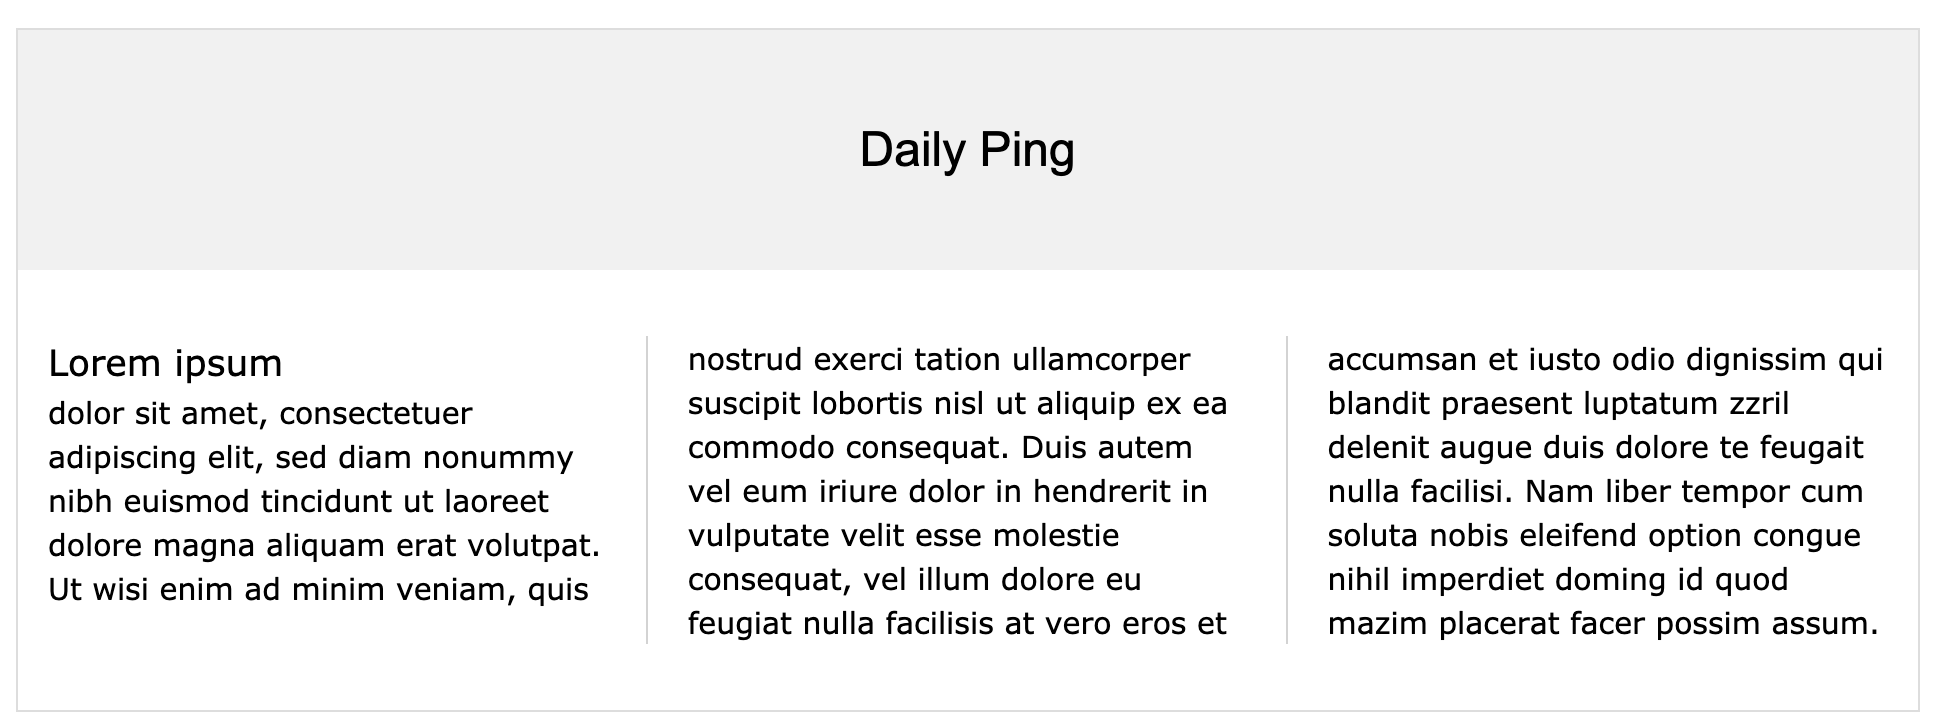 Daily Ping
Lorem ipsum
dolor sit amet, consectetuer
adipiscing elit, sed diam nonummy
nibh euismod tincidunt ut laoreet
dolore magna aliquam erat volutpat.
Ut wisi enim ad minim veniam, quis
nostrud exerci tation ullamcorper
suscipit lobortis nisl ut aliquip ex ea
commodo consequat. Duis autem
vel eum iriure dolor in hendrerit in
vulputate velit esse molestie
consequat, vel illum dolore eu
feugiat nulla facilisis at vero eros et
accumsan et iusto odio dignissim qui
blandit praesent luptatum zzril
delenit augue duis dolore te feugait
nulla facilisi. Nam liber tempor cum
soluta nobis eleifend option congue
nihil imperdiet doming id quod
mazim placerat facer possim assum.